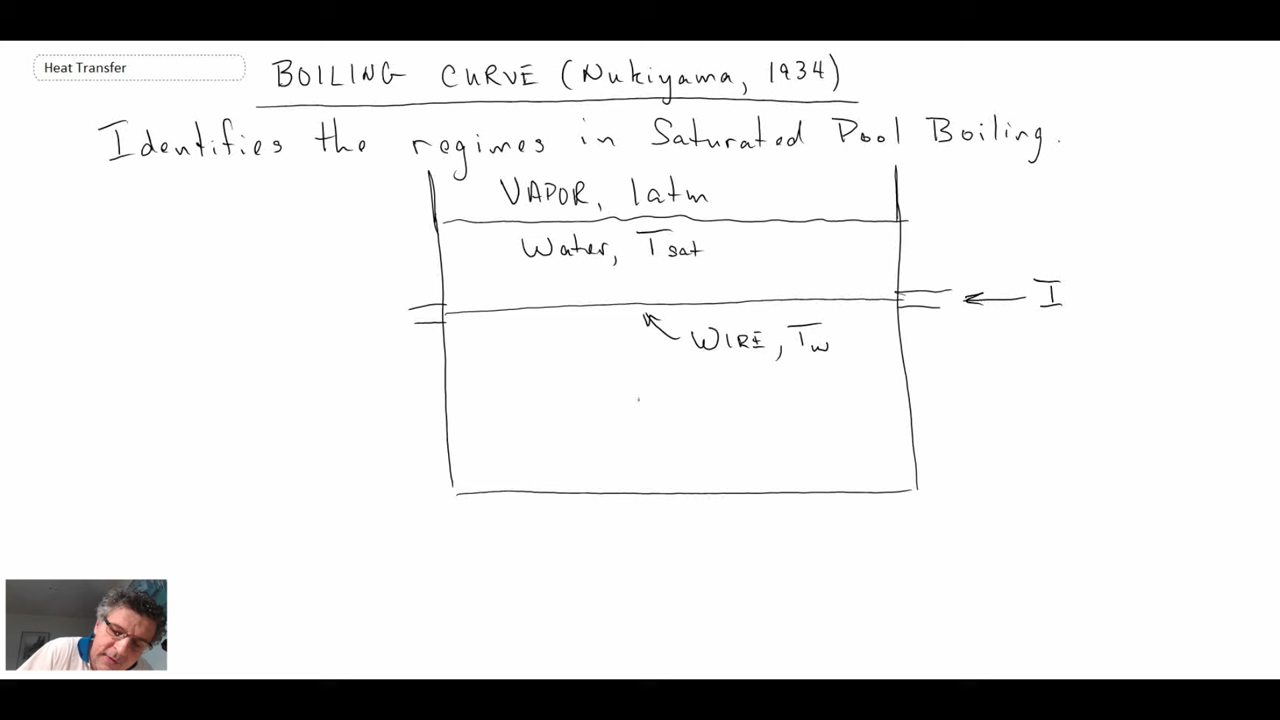 Heat Transfer
BOILING CURVE (Nukiyama, 1934)
Identifies the regimes in Saturated Pool Boiling.
VAPOR, 1atm
Water, Tsat
I
WIRE, Tw